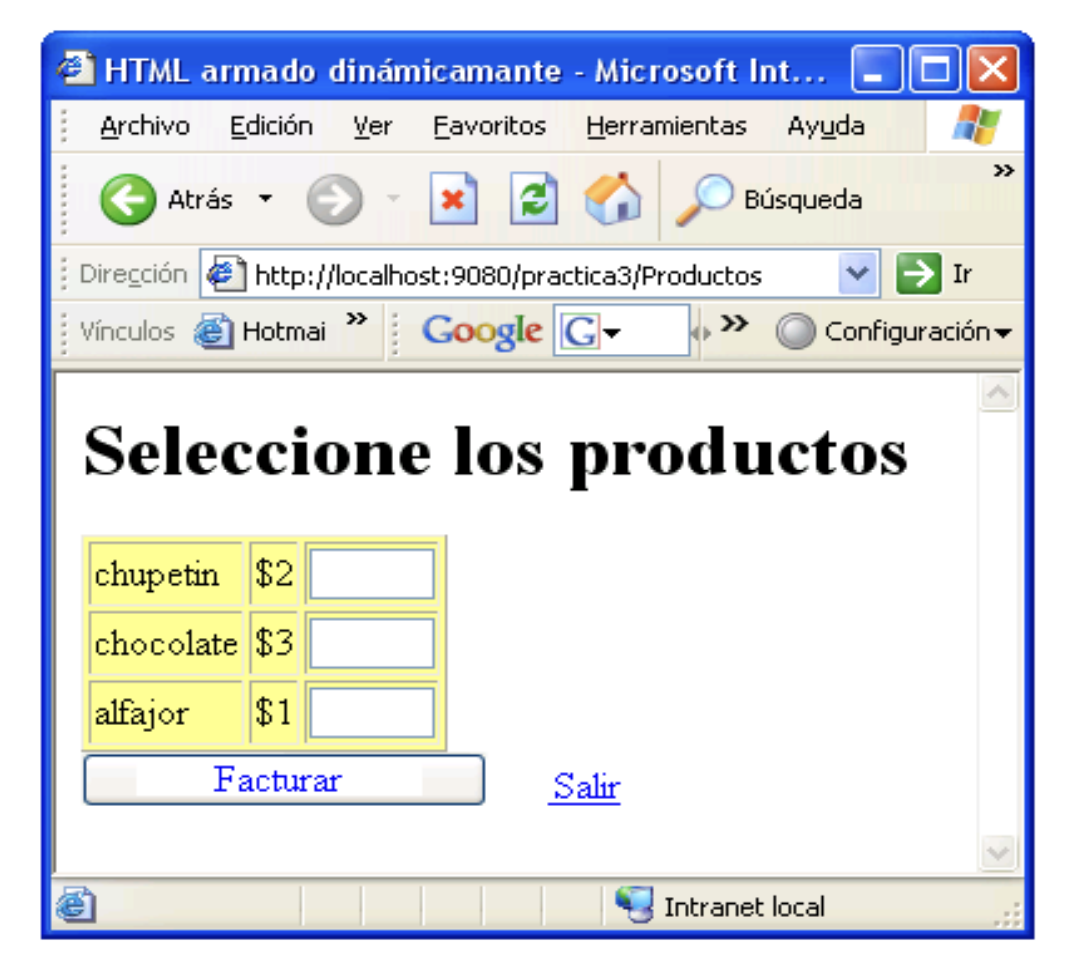 HTML armado dinámicamante - Microsoft Int...
Archivo Edición Ver Favoritos Herramientas Ayuda
Atrás Búsqueda »
Dirección http://localhost:9080/practica3/Productos Ir
Vínculos Hotmai » Google G » Configuración
Seleccione los productos
chupetin $2
chocolate $3
alfajor $1
Facturar Salir
Intranet local